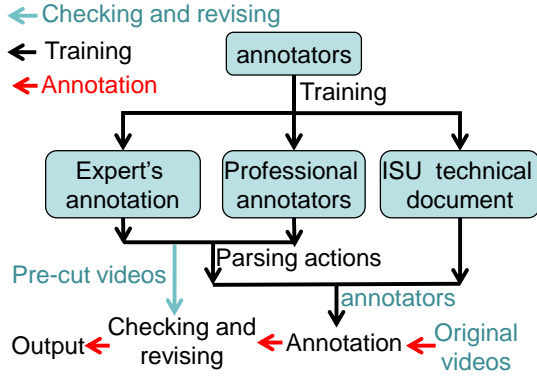 Checking and revising
Training
Annotation
annotators
Training
Expert's
annotation
Professional
annotators
ISU technical
document
Parsing actions
Pre-cut videos
annotators
Output
Checking and
revising
Annotation
Original
videos